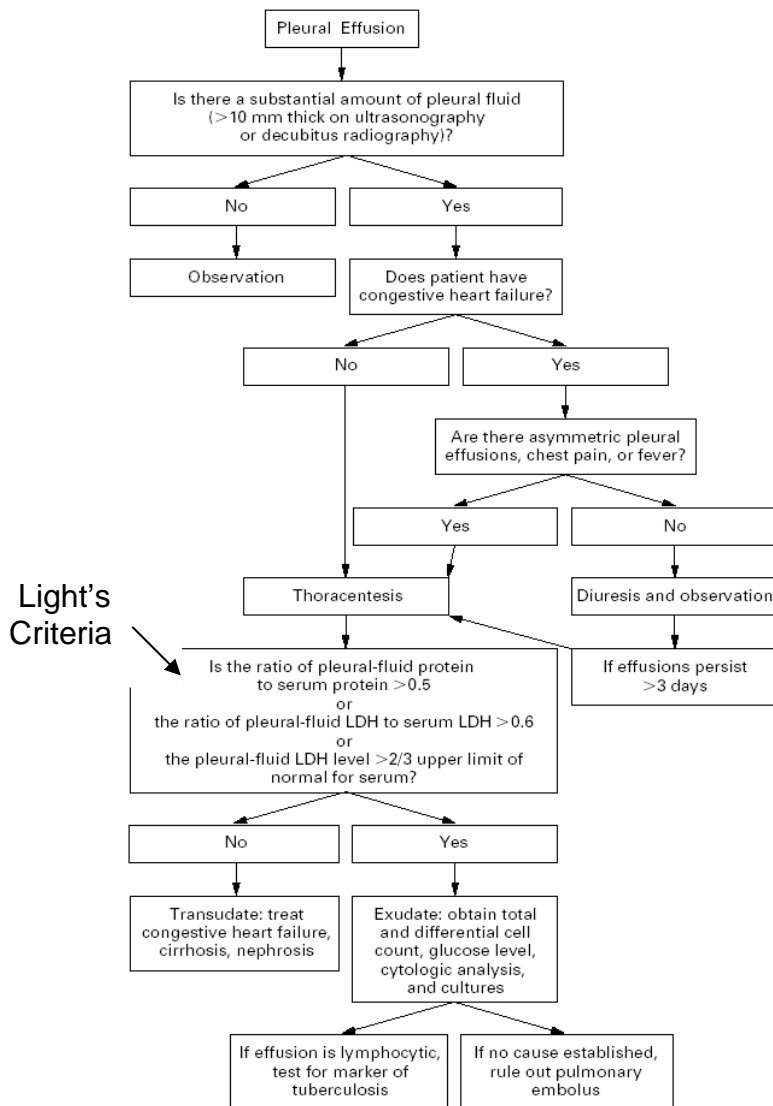 Pleural Effusion
Is there a substantial amount of pleural fluid
(>10 mm thick on ultrasonography
or decubitus radiography)?
No
Yes
Observation
Does patient have
congestive heart failure?
No
Yes
Are there asymmetric pleural
effusions, chest pain, or fever?
Yes
No
Light's
Criteria
Thoracentesis
Diuresis and observation
Is the ratio of pleural-fluid protein
to serum protein >0.5
or
the ratio of pleural-fluid LDH to serum LDH >0.6
or
the pleural-fluid LDH level >2/3 upper limit of
normal for serum?
If effusions persist
>3 days
No
Yes
Transudate: treat
congestive heart failure,
cirrhosis, nephrosis
Exudate: obtain total
and differential cell
count, glucose level,
cytologic analysis,
and cultures
If effusion is lymphocytic,
test for marker of
tuberculosis
If no cause established,
rule out pulmonary
embolus